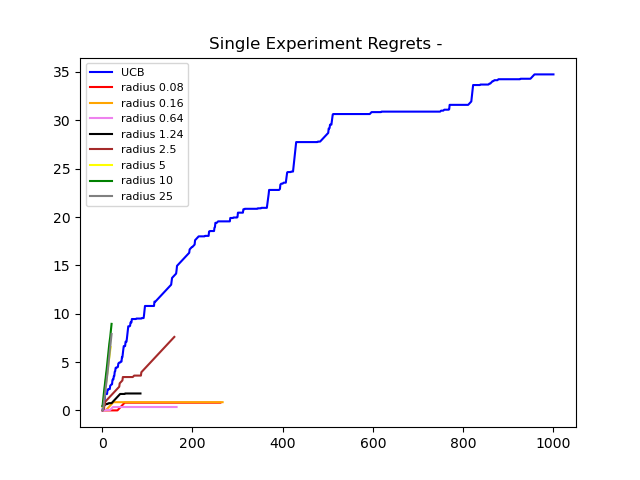 Single Experiment Regrets -
UCB
radius 0.08
radius 0.16
radius 0.64
radius 1.24
radius 2.5
radius 5
radius 10
radius 25
35
30
25
20
15
10
5
0
0 200 400 600 800 1000